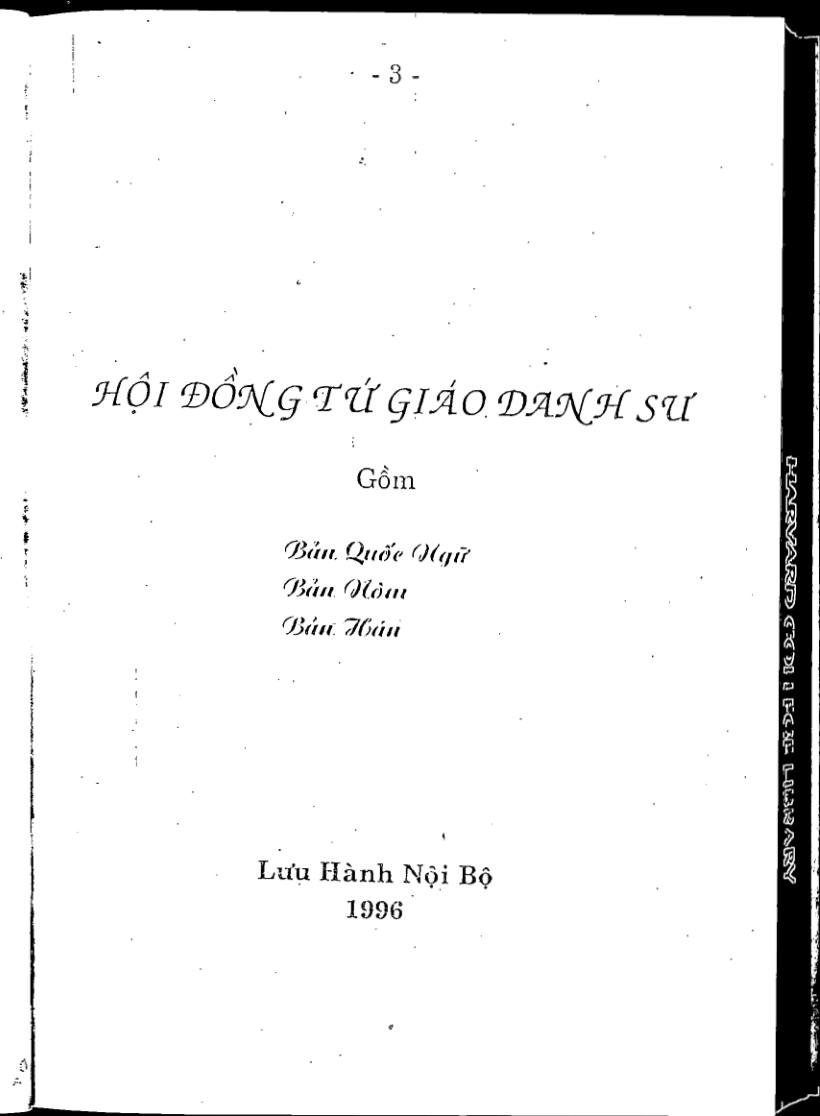 - 3 -
HỘI ĐỒNG TỨ GIÁO DANH SƯ
Gồm
Bản Quốc Ngữ
Bản Nôm
Bản Hán
Lưu Hành Nội Bộ
1996
HARVARD COLLEGE LIBRARY